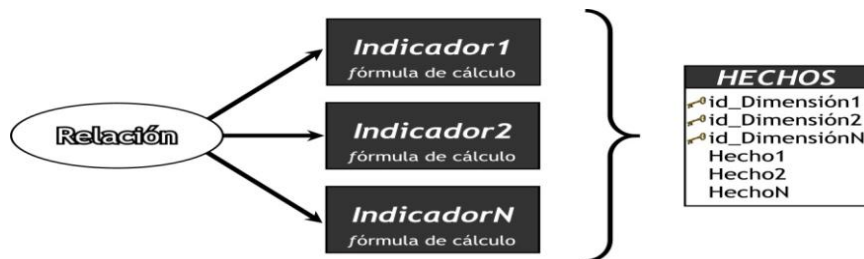 Relación
Indicador1
fórmula de cálculo
Indicador2
fórmula de cálculo
IndicadorN
fórmula de cálculo
HECHOS
id_Dimensión1
id_Dimensión2
id_DimensiónN
Hecho1
Hecho2
HechoN